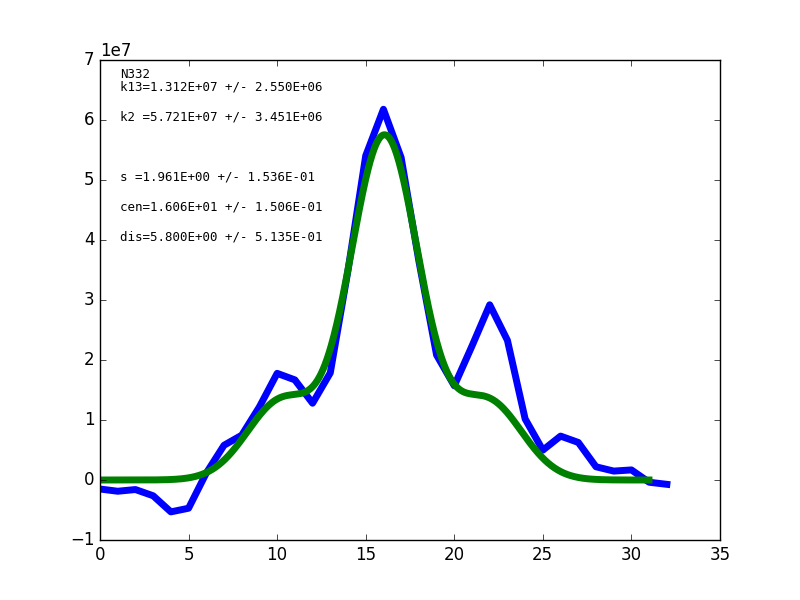 1e7
7
N332
k13=1.312E+07 +/- 2.550E+06
6
k2 =5.721E+07 +/- 3.451E+06
5
s =1.961E+00 +/- 1.536E-01
cen=1.606E+01 +/- 1.506E-01
4
dis=5.800E+00 +/- 5.135E-01
3
2
1
0
−1
0 5 10 15 20 25 30 35